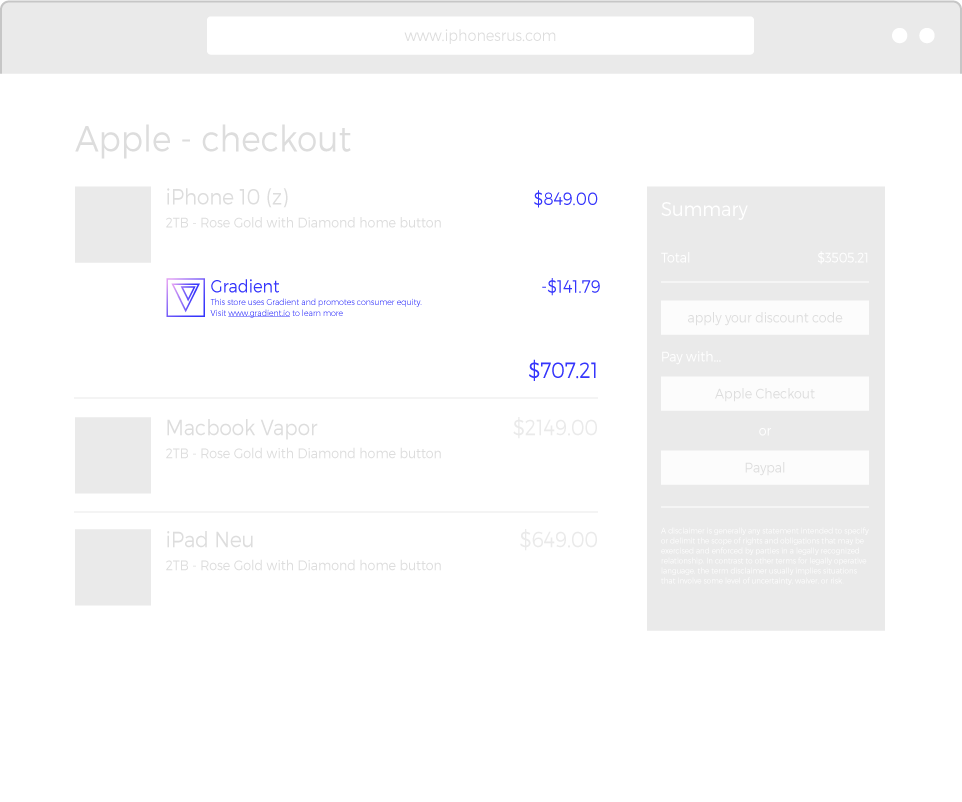 www.iphonesrus.com
Apple - checkout
iPhone 10 (z)
$849.00
2TB - Rose Gold with Diamond home button
Gradient
-$141.79
This store uses Gradient and promotes consumer equity.
Visit www.gradient.io to learn more
$707.21
Macbook Vapor
$2149.00
2TB - Rose Gold with Diamond home button
iPad Neu
$649.00
2TB - Rose Gold with Diamond home button
Summary
Total
$3505.21
apply your discount code
Pay with...
Apple Checkout
or
Paypal
A disclaimer is generally any statement intended to specify
or delimit the scope of rights and obligations that may be
exercised and enforced by parties in a legally recognized
relationship. In contrast to other terms for legally operative
language, the term disclaimer usually implies situations
that involve some level of uncertainty, waiver, or risk.